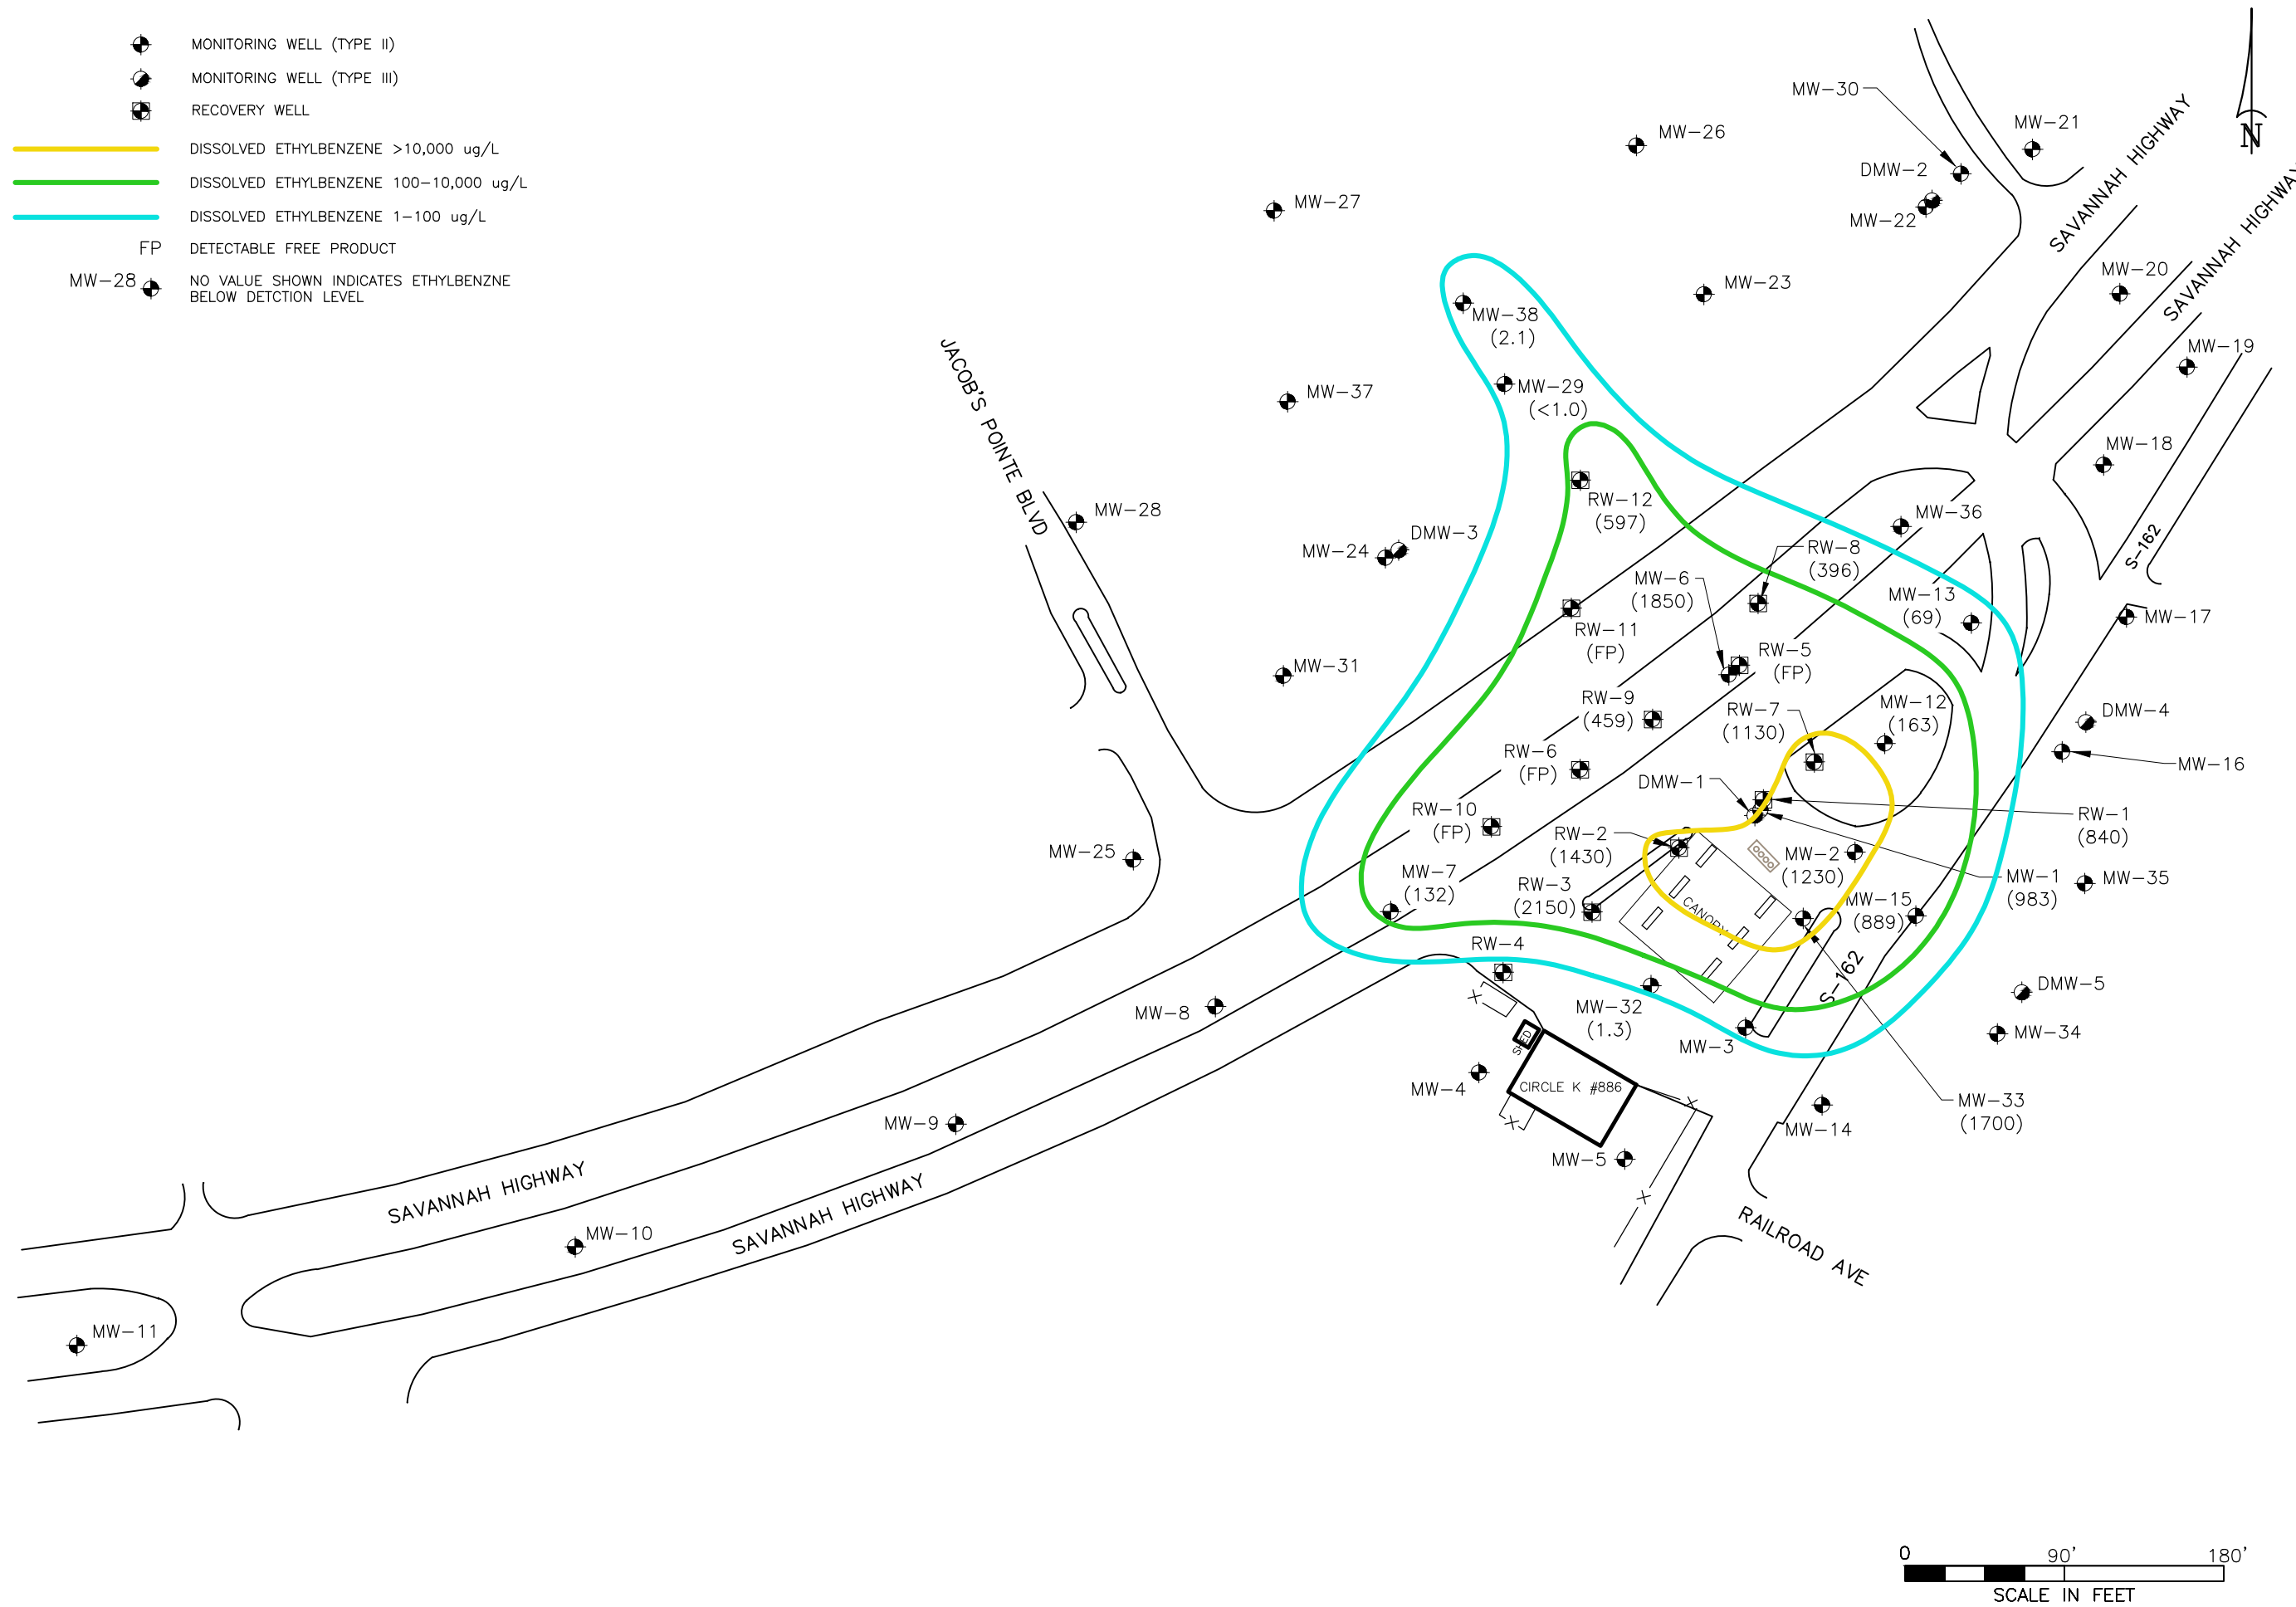 MONITORING WELL (TYPE II)
MONITORING WELL (TYPE III)
RECOVERY WELL
DISSOLVED ETHYLBENZENE >10,000 ug/L
DISSOLVED ETHYLBENZENE 100-10,000 ug/L
DISSOLVED ETHYLBENZENE 1-100 ug/L
FP DETECTABLE FREE PRODUCT
MW-28 NO VALUE SHOWN INDICATES ETHYLBENZNE
BELOW DETCTION LEVEL
N
MW-30
MW-21
MW-26
DMW-2
MW-22
MW-27
SAVANNAH HIGHWAY
SAVANNAH HIGHWAY
MW-20
MW-23
MW-38
(2.1)
MW-19
MW-29
(<1.0)
MW-37
JACOB'S POINTE BLVD
MW-18
RW-12
(597)
MW-28
MW-36
DMW-3
MW-24
RW-8
(396)
S-162
MW-6
(1850)
MW-13
(69)
MW-17
RW-11
(FP)
RW-5
(FP)
MW-31
RW-9
(459)
RW-7
(1130)
MW-12
(163)
DMW-4
RW-6
(FP)
MW-16
DMW-1
RW-10
(FP)
RW-1
(840)
RW-2
(1430)
MW-25
MW-2
(1230)
MW-7
(132)
RW-3
(2150)
MW-1
(983)
MW-35
CANOPY
MW-15
(889)
RW-4
S-162
DMW-5
X
MW-32
(1.3)
MW-8
MW-34
SHED
MW-3
MW-4
CIRCLE K #886
X
X
MW-33
(1700)
MW-9
MW-14
MW-5
X
SAVANNAH HIGHWAY
SAVANNAH HIGHWAY
RAILROAD AVE
MW-10
MW-11
0 90' 180'
SCALE IN FEET